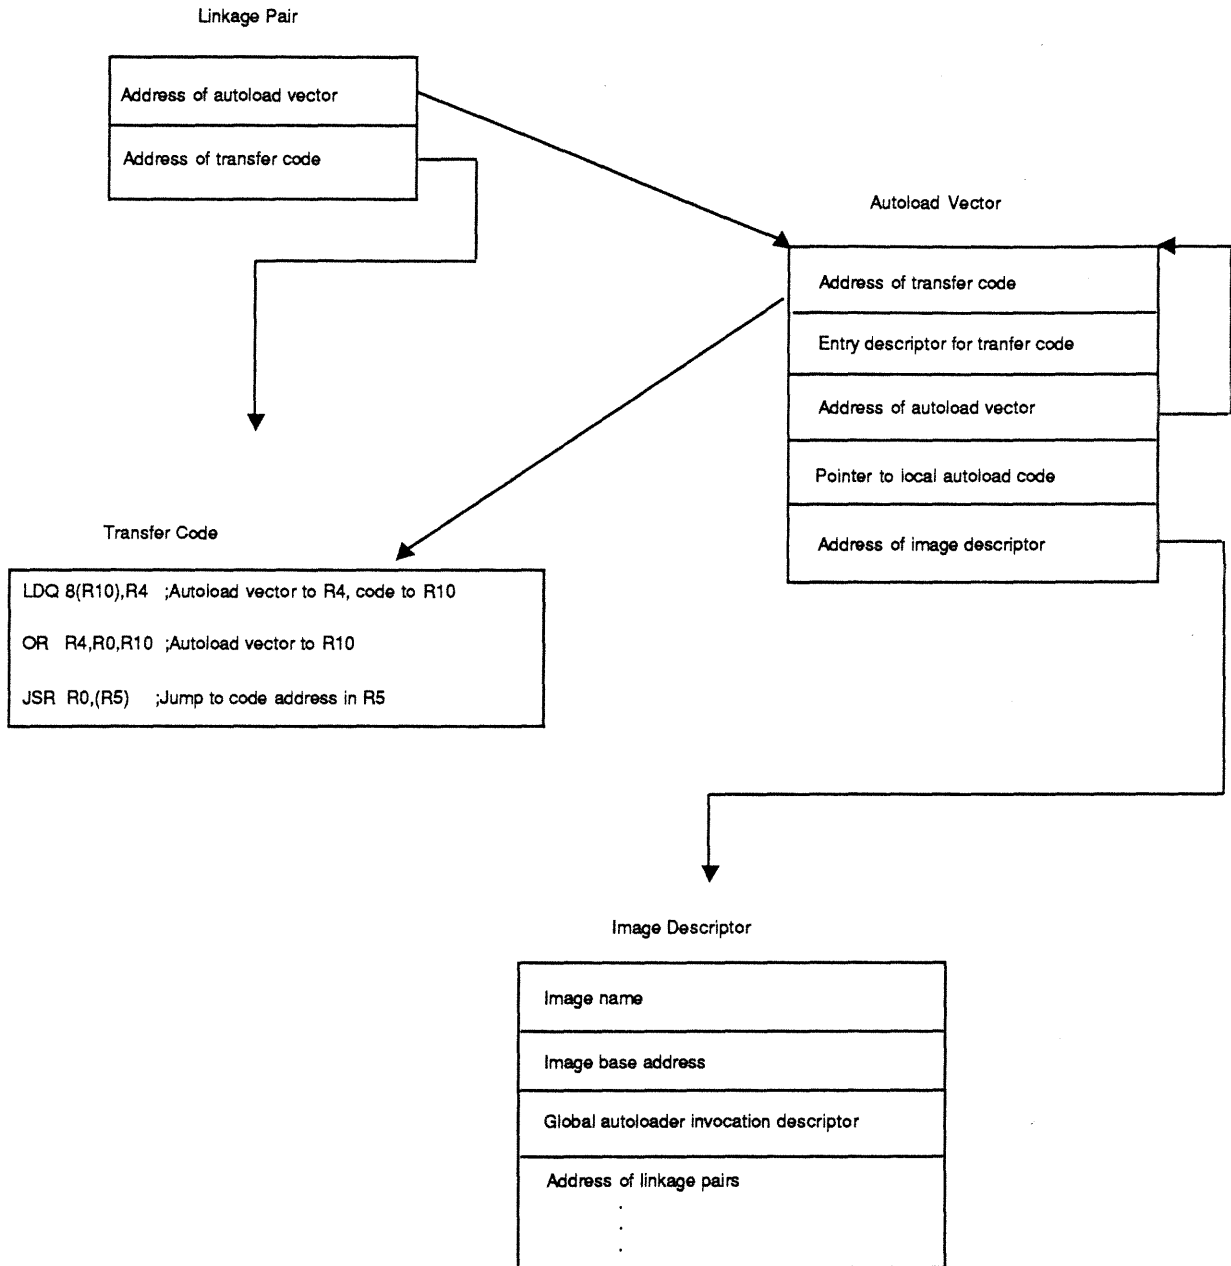 Linkage Pair
Address of autoload vector
Address of transfer code
Autoload Vector
Address of transfer code
Entry descriptor for tranfer code
Address of autoload vector
Pointer to local autoload code
Address of image descriptor
Transfer Code
LDQ 8(R10),R4 ;Autoload vector to R4, code to R10
OR R4,R0,R10 ;Autoload vector to R10
JSR R0,(R5) ;Jump to code address in R5
Image Descriptor
Image name
Image base address
Global autoloader invocation descriptor
Address of linkage pairs
.
.
.